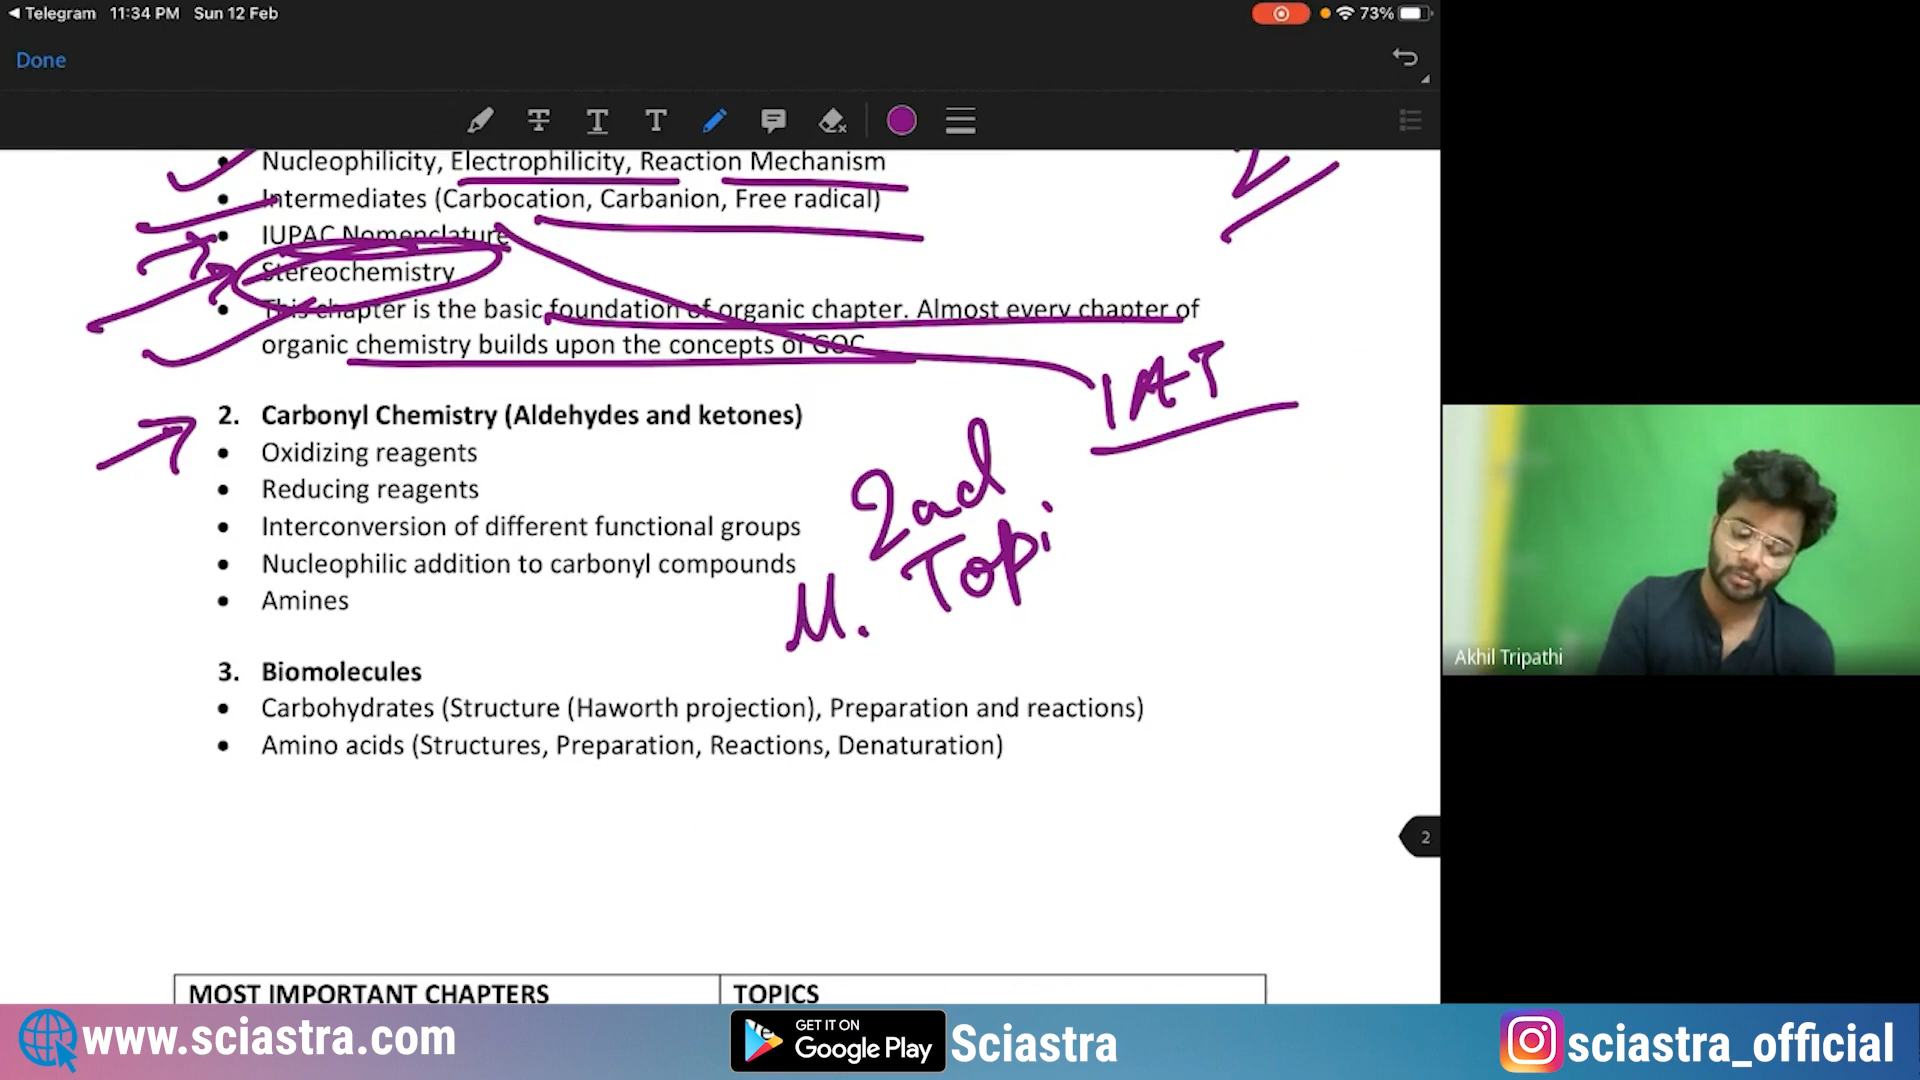 Telegram 11:34 PM Sun 12 Feb 73%
Done
Nucleophilicity, Electrophilicity, Reaction Mechanism
Intermediates (Carbocation, Carbanion, Free radical)
IUPAC Nomenclature
Stereochemistry
This chapter is the basic foundation of organic chapter. Almost every chapter of
organic chemistry builds upon the concepts of GOC
IAT
2. Carbonyl Chemistry (Aldehydes and ketones)
Oxidizing reagents
Reducing reagents
Interconversion of different functional groups
Nucleophilic addition to carbonyl compounds
Amines
2nd
M. Topi
3. Biomolecules
Carbohydrates (Structure (Haworth projection), Preparation and reactions)
Amino acids (Structures, Preparation, Reactions, Denaturation)
Akhil Tripathi
2
MOST IMPORTANT CHAPTERS TOPICS
www.sciastra.com
GET IT ON
Google Play
Sciastra
sciastra_official